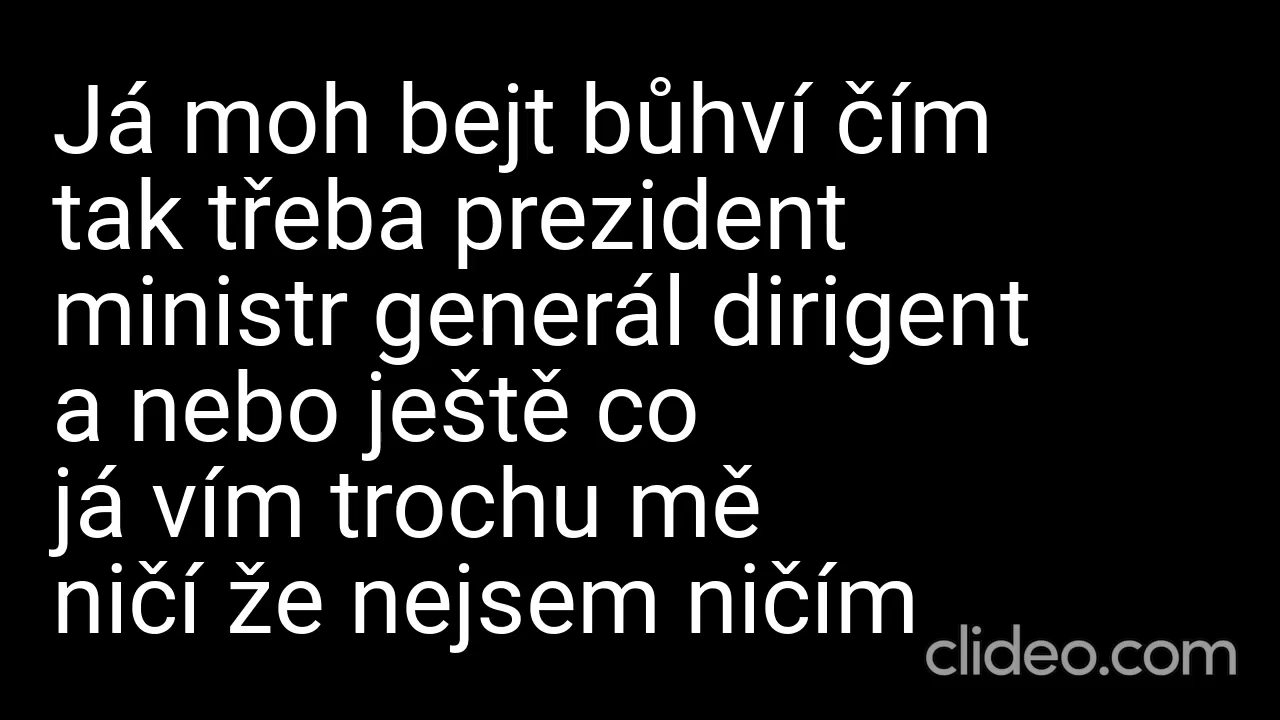 Já moh bejt bůhví čím
tak třeba prezident
ministr generál dirigent
a nebo ještě co
já vím trochu mě
ničí že nejsem ničím
clideo.com